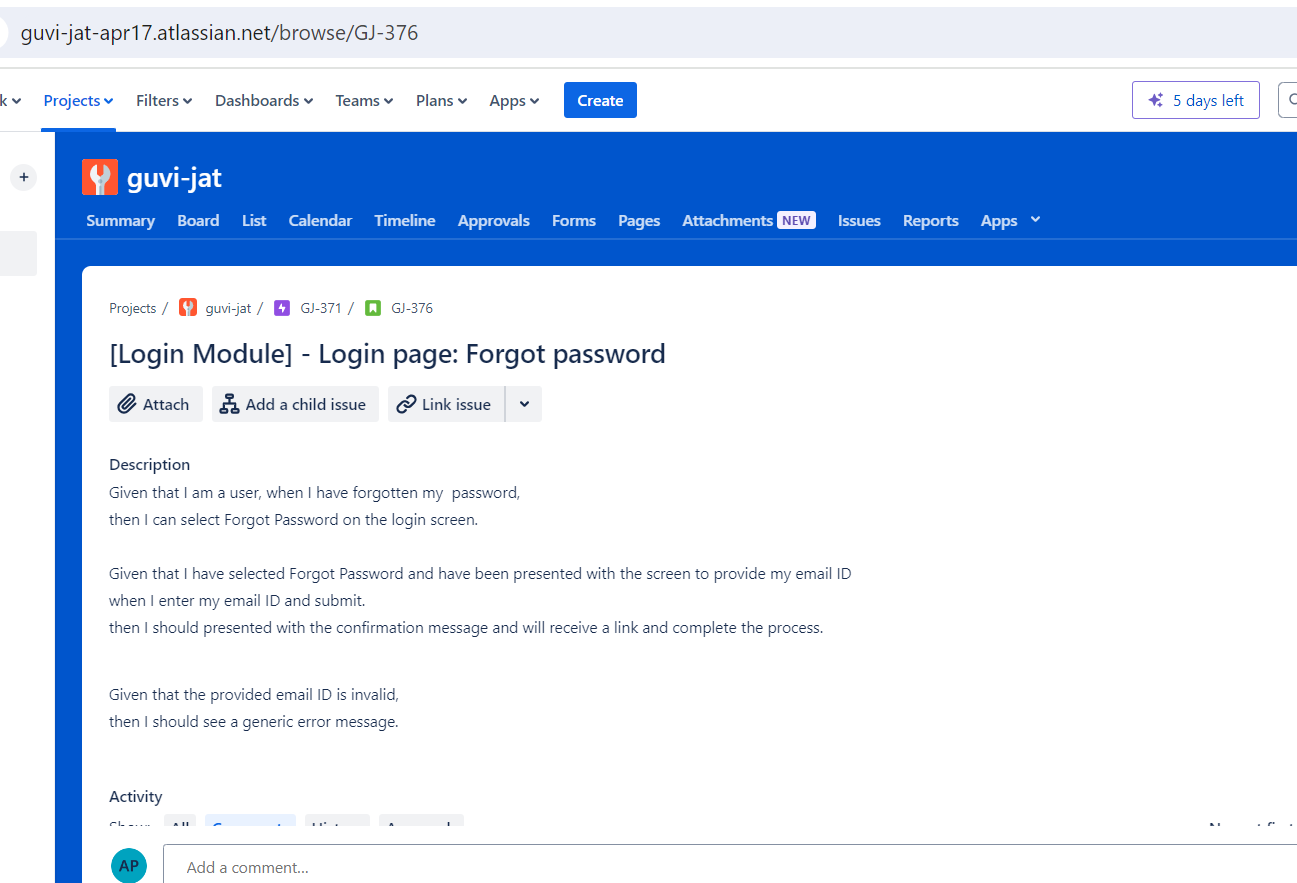 guvi-jat-apr17.atlassian.net/browse/GJ-376
k Projects Filters Dashboards Teams Plans Apps Create 5 days left
guvi-jat
Summary Board List Calendar Timeline Approvals Forms Pages Attachments NEW Issues Reports Apps
Projects / guvi-jat / GJ-371 / GJ-376
[Login Module] - Login page: Forgot password
Attach Add a child issue Link issue
Description
Given that I am a user, when I have forgotten my  password,
then I can select Forgot Password on the login screen.
Given that I have selected Forgot Password and have been presented with the screen to provide my email ID
when I enter my email ID and submit.
then I should presented with the confirmation message and will receive a link and complete the process.
Given that the provided email ID is invalid,
then I should see a generic error message.
Activity
Show: All
AP Add a comment...